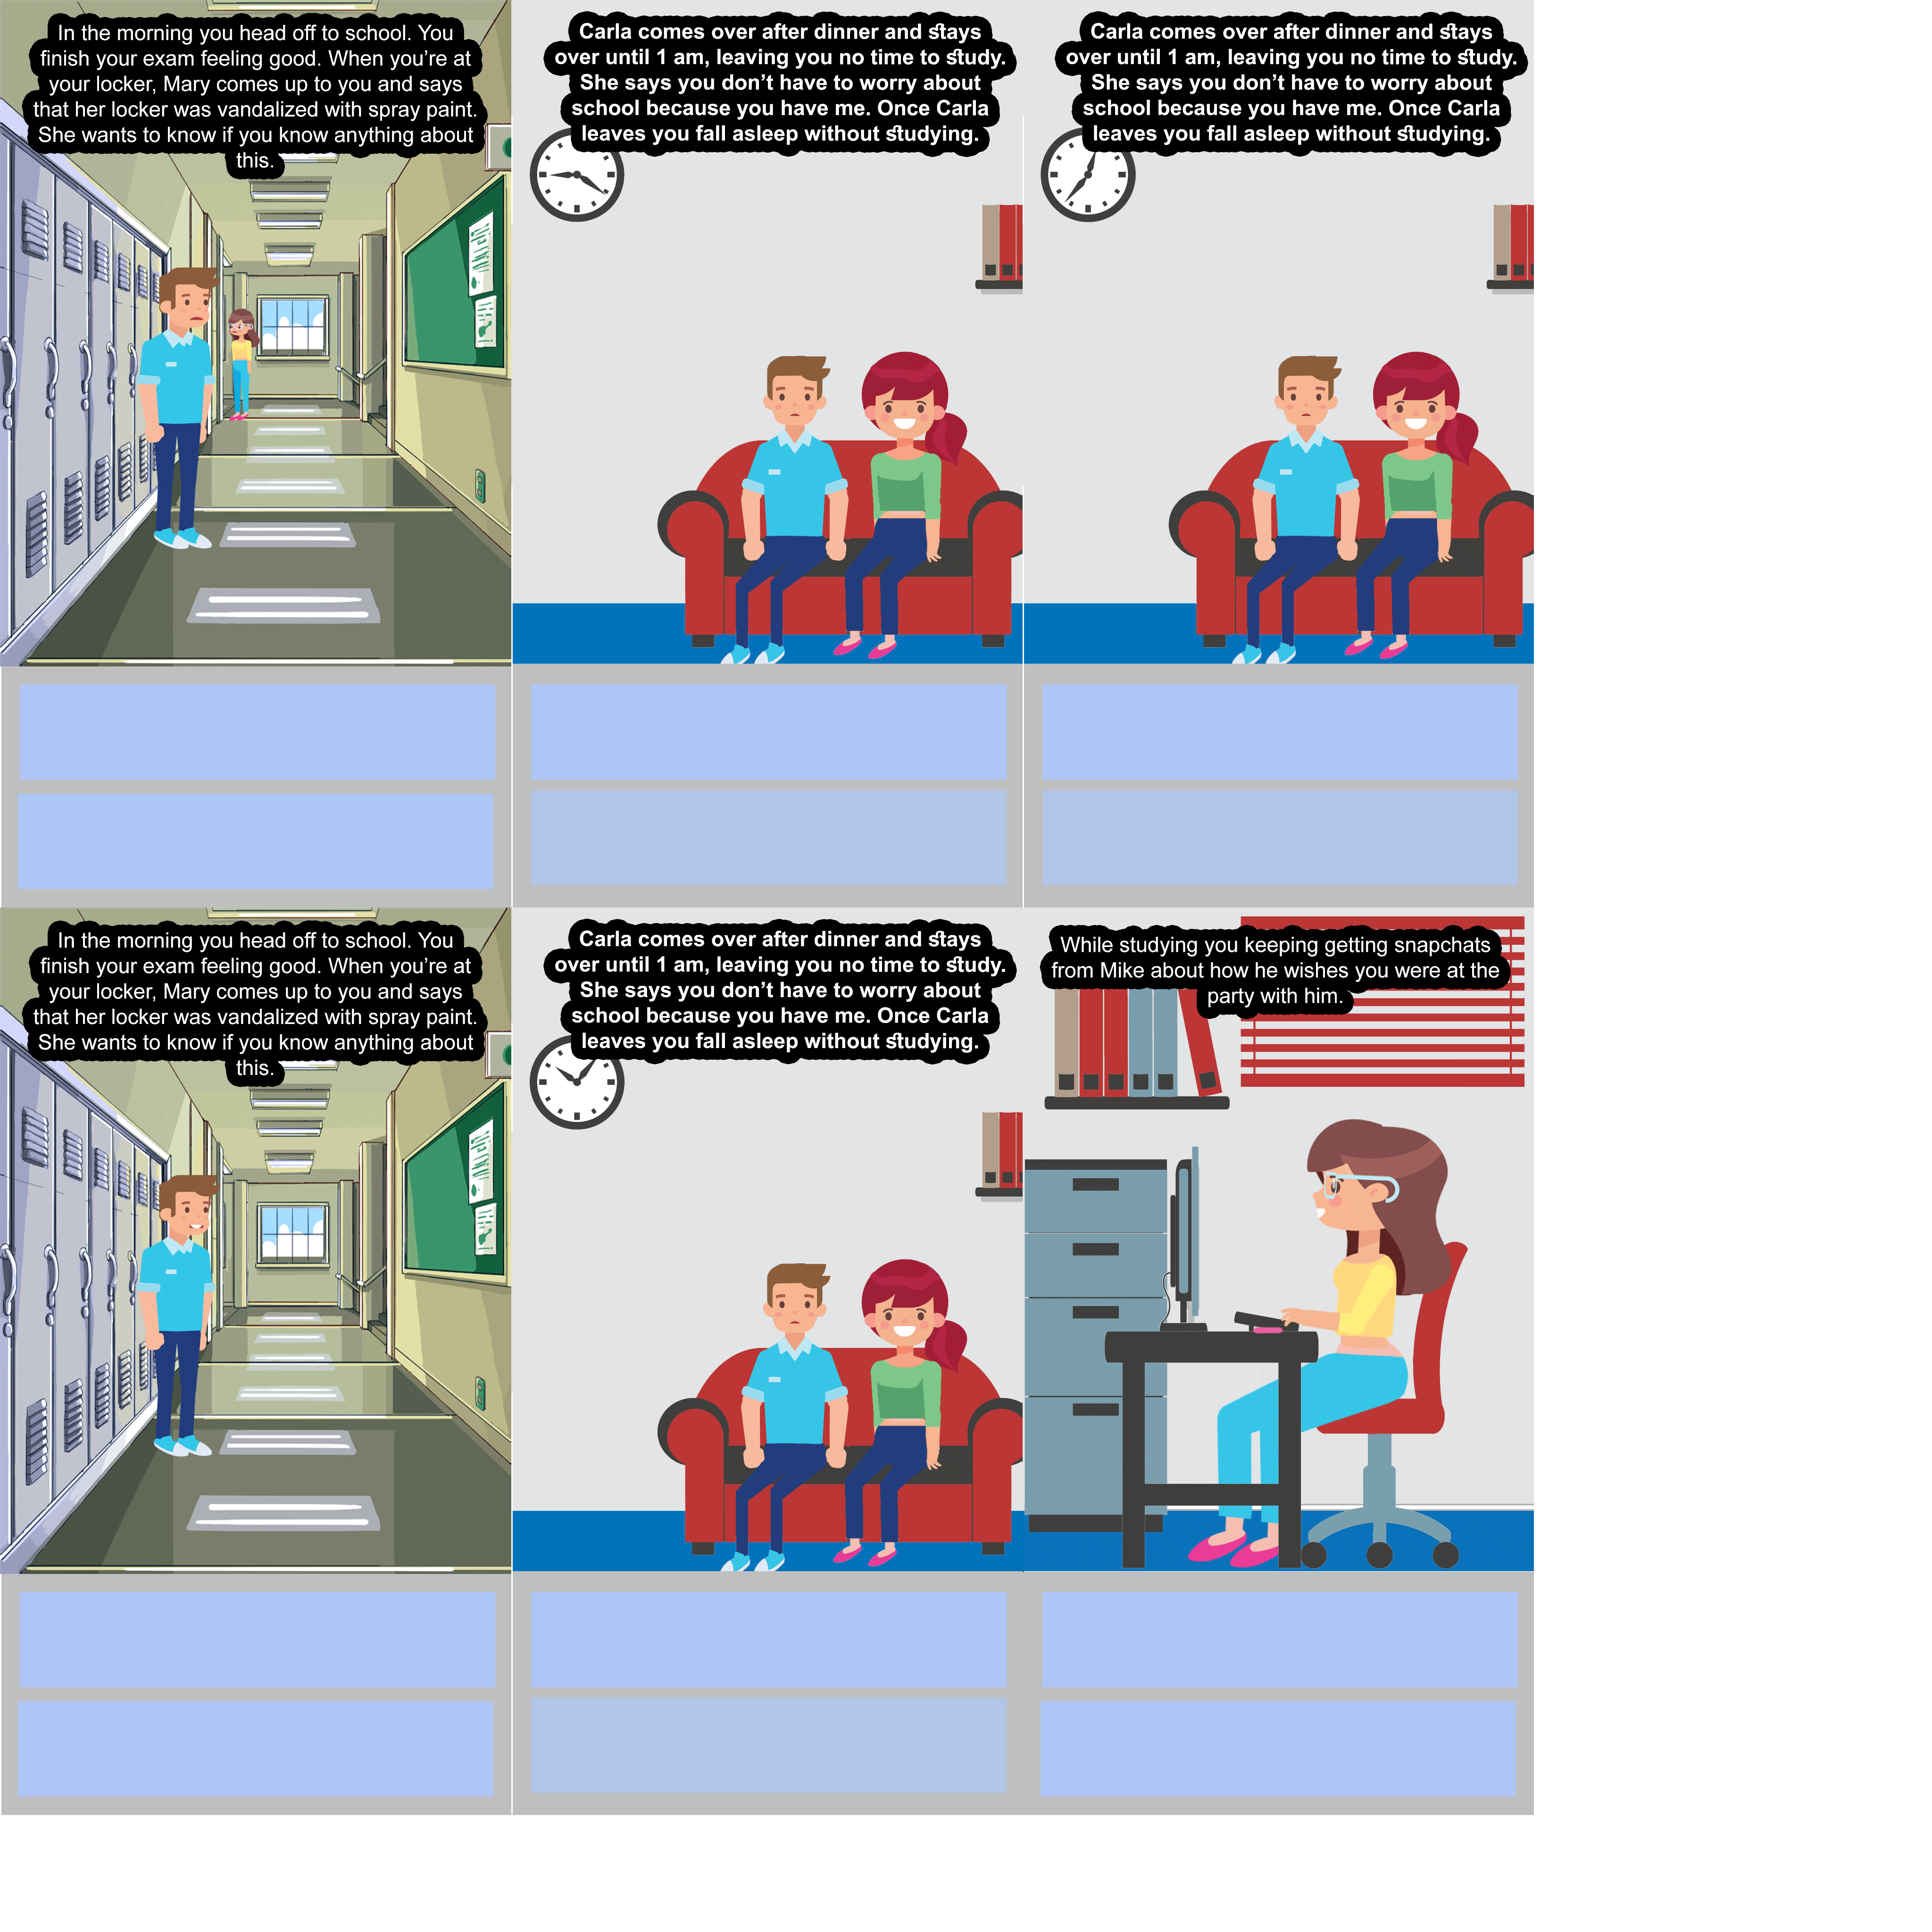 In the morning you head off to school. You
finish your exam feeling good. When you're at
your locker, Mary comes up to you and says
that her locker was vandalized with spray paint.
She wants to know if you know anything about
this.
Carla comes over after dinner and stays
over until 1 am, leaving you no time to study.
She says you don't have to worry about
school because you have me. Once Carla
leaves you fall asleep without studying.
Carla comes over after dinner and stays
over until 1 am, leaving you no time to study.
She says you don't have to worry about
school because you have me. Once Carla
leaves you fall asleep without studying.
In the morning you head off to school. You
finish your exam feeling good. When you're at
your locker, Mary comes up to you and says
that her locker was vandalized with spray paint.
She wants to know if you know anything about
this.
Carla comes over after dinner and stays
over until 1 am, leaving you no time to study.
She says you don't have to worry about
school because you have me. Once Carla
leaves you fall asleep without studying.
While studying you keeping getting snapchats
from Mike about how he wishes you were at the
party with him.